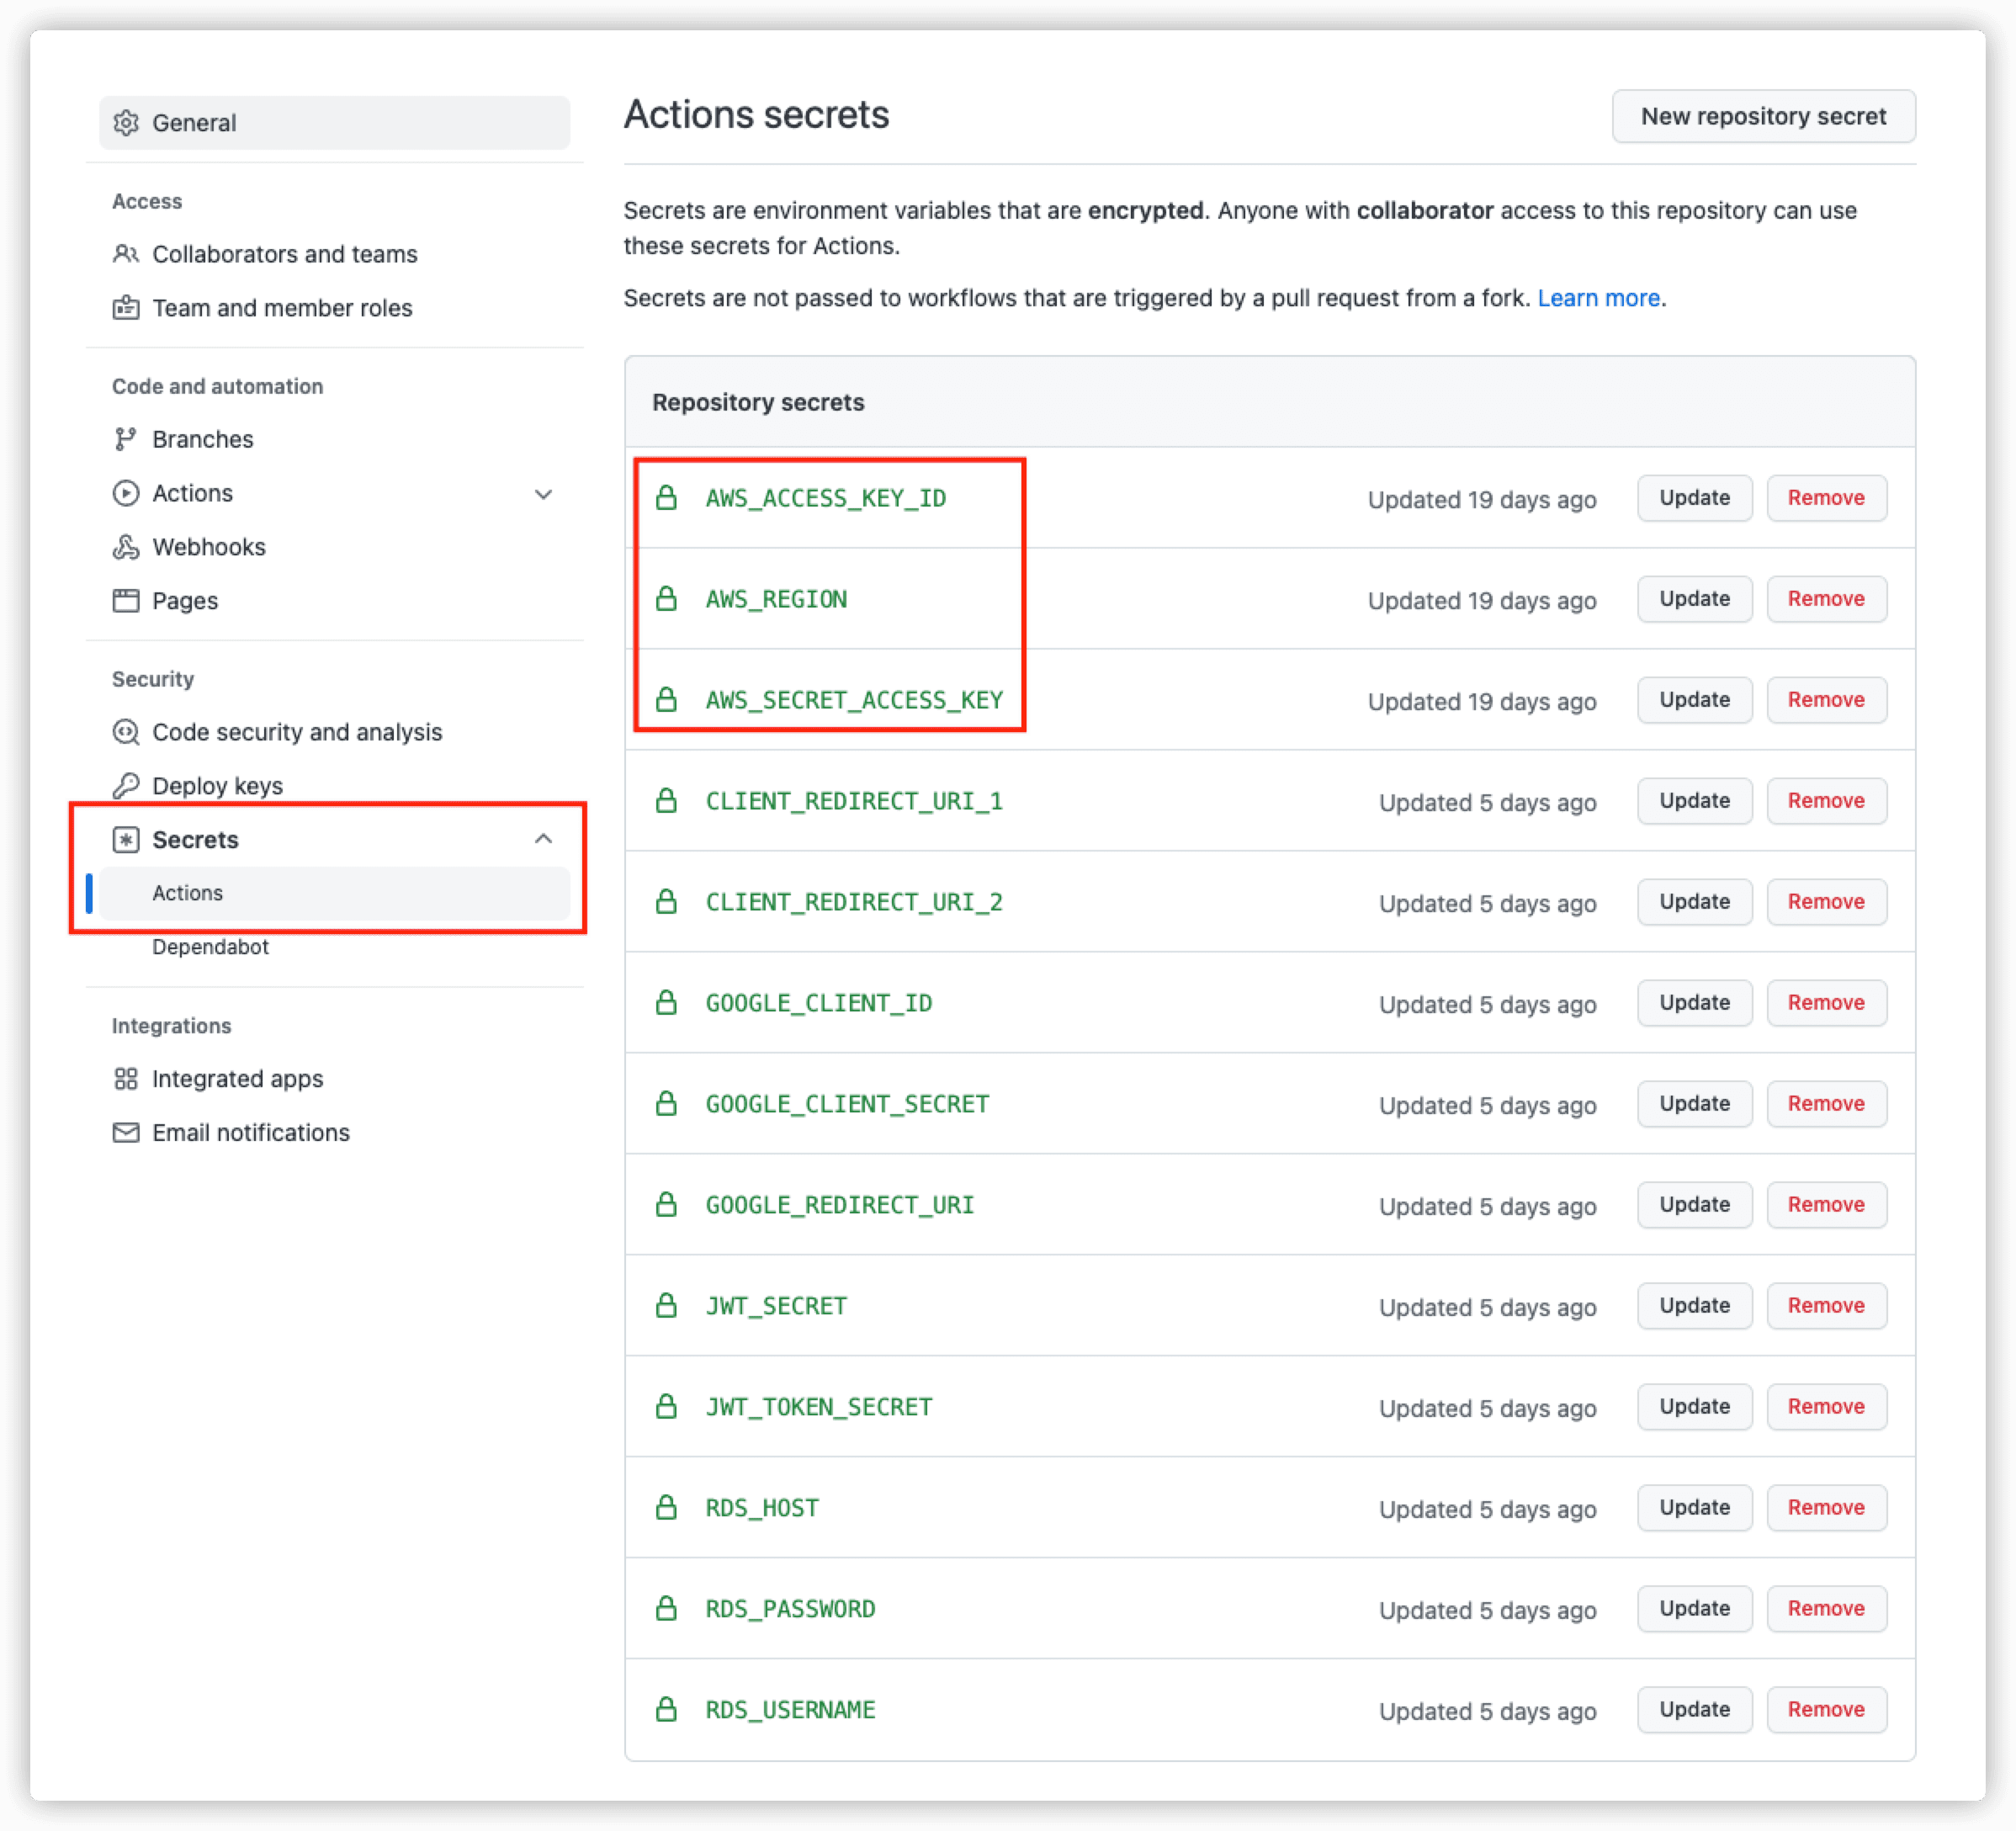 General
Access
Collaborators and teams
Team and member roles
Code and automation
Branches
Actions
Webhooks
Pages
Security
Code security and analysis
Deploy keys
Secrets
Actions
Dependabot
Integrations
Integrated apps
Email notifications
Actions secrets
New repository secret
Secrets are environment variables that are encrypted. Anyone with collaborator access to this repository can use
these secrets for Actions.
Secrets are not passed to workflows that are triggered by a pull request from a fork. Learn more.
Repository secrets
AWS_ACCESS_KEY_ID Updated 19 days ago Update Remove
AWS_REGION Updated 19 days ago Update Remove
AWS_SECRET_ACCESS_KEY Updated 19 days ago Update Remove
CLIENT_REDIRECT_URI_1 Updated 5 days ago Update Remove
CLIENT_REDIRECT_URI_2 Updated 5 days ago Update Remove
GOOGLE_CLIENT_ID Updated 5 days ago Update Remove
GOOGLE_CLIENT_SECRET Updated 5 days ago Update Remove
GOOGLE_REDIRECT_URI Updated 5 days ago Update Remove
JWT_SECRET Updated 5 days ago Update Remove
JWT_TOKEN_SECRET Updated 5 days ago Update Remove
RDS_HOST Updated 5 days ago Update Remove
RDS_PASSWORD Updated 5 days ago Update Remove
RDS_USERNAME Updated 5 days ago Update Remove